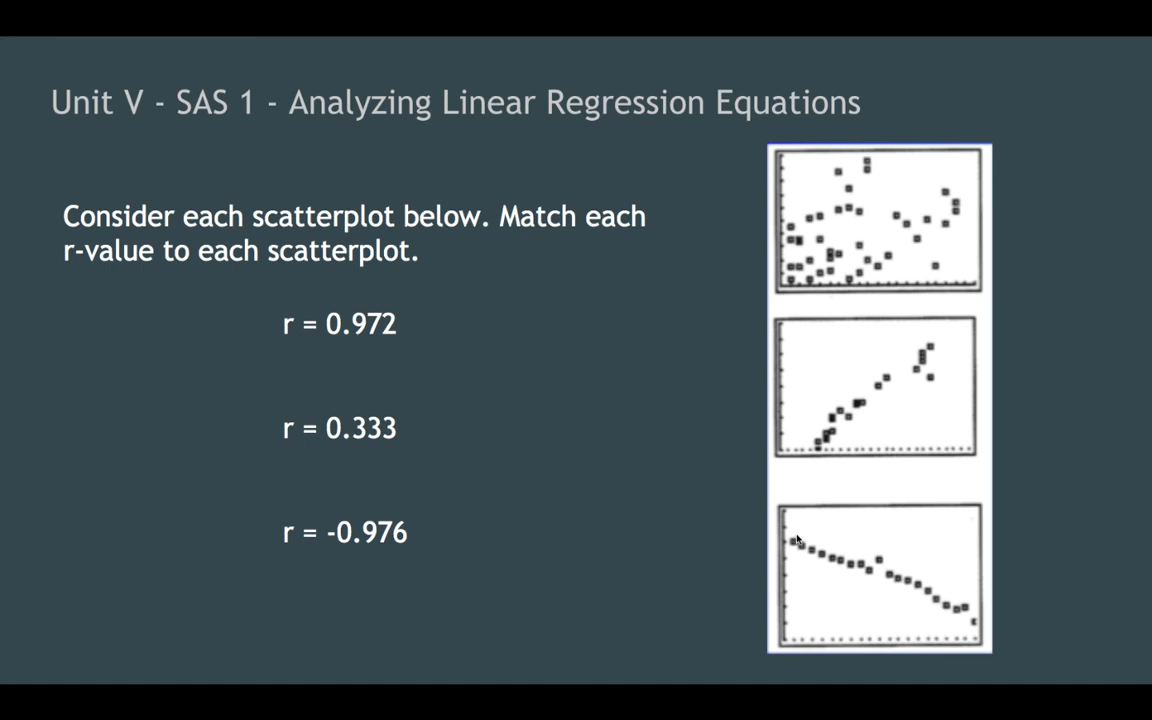 Unit V - SAS 1 - Analyzing Linear Regression Equations
Consider each scatterplot below. Match each
r-value to each scatterplot.
r = 0.972
r = 0.333
r = -0.976